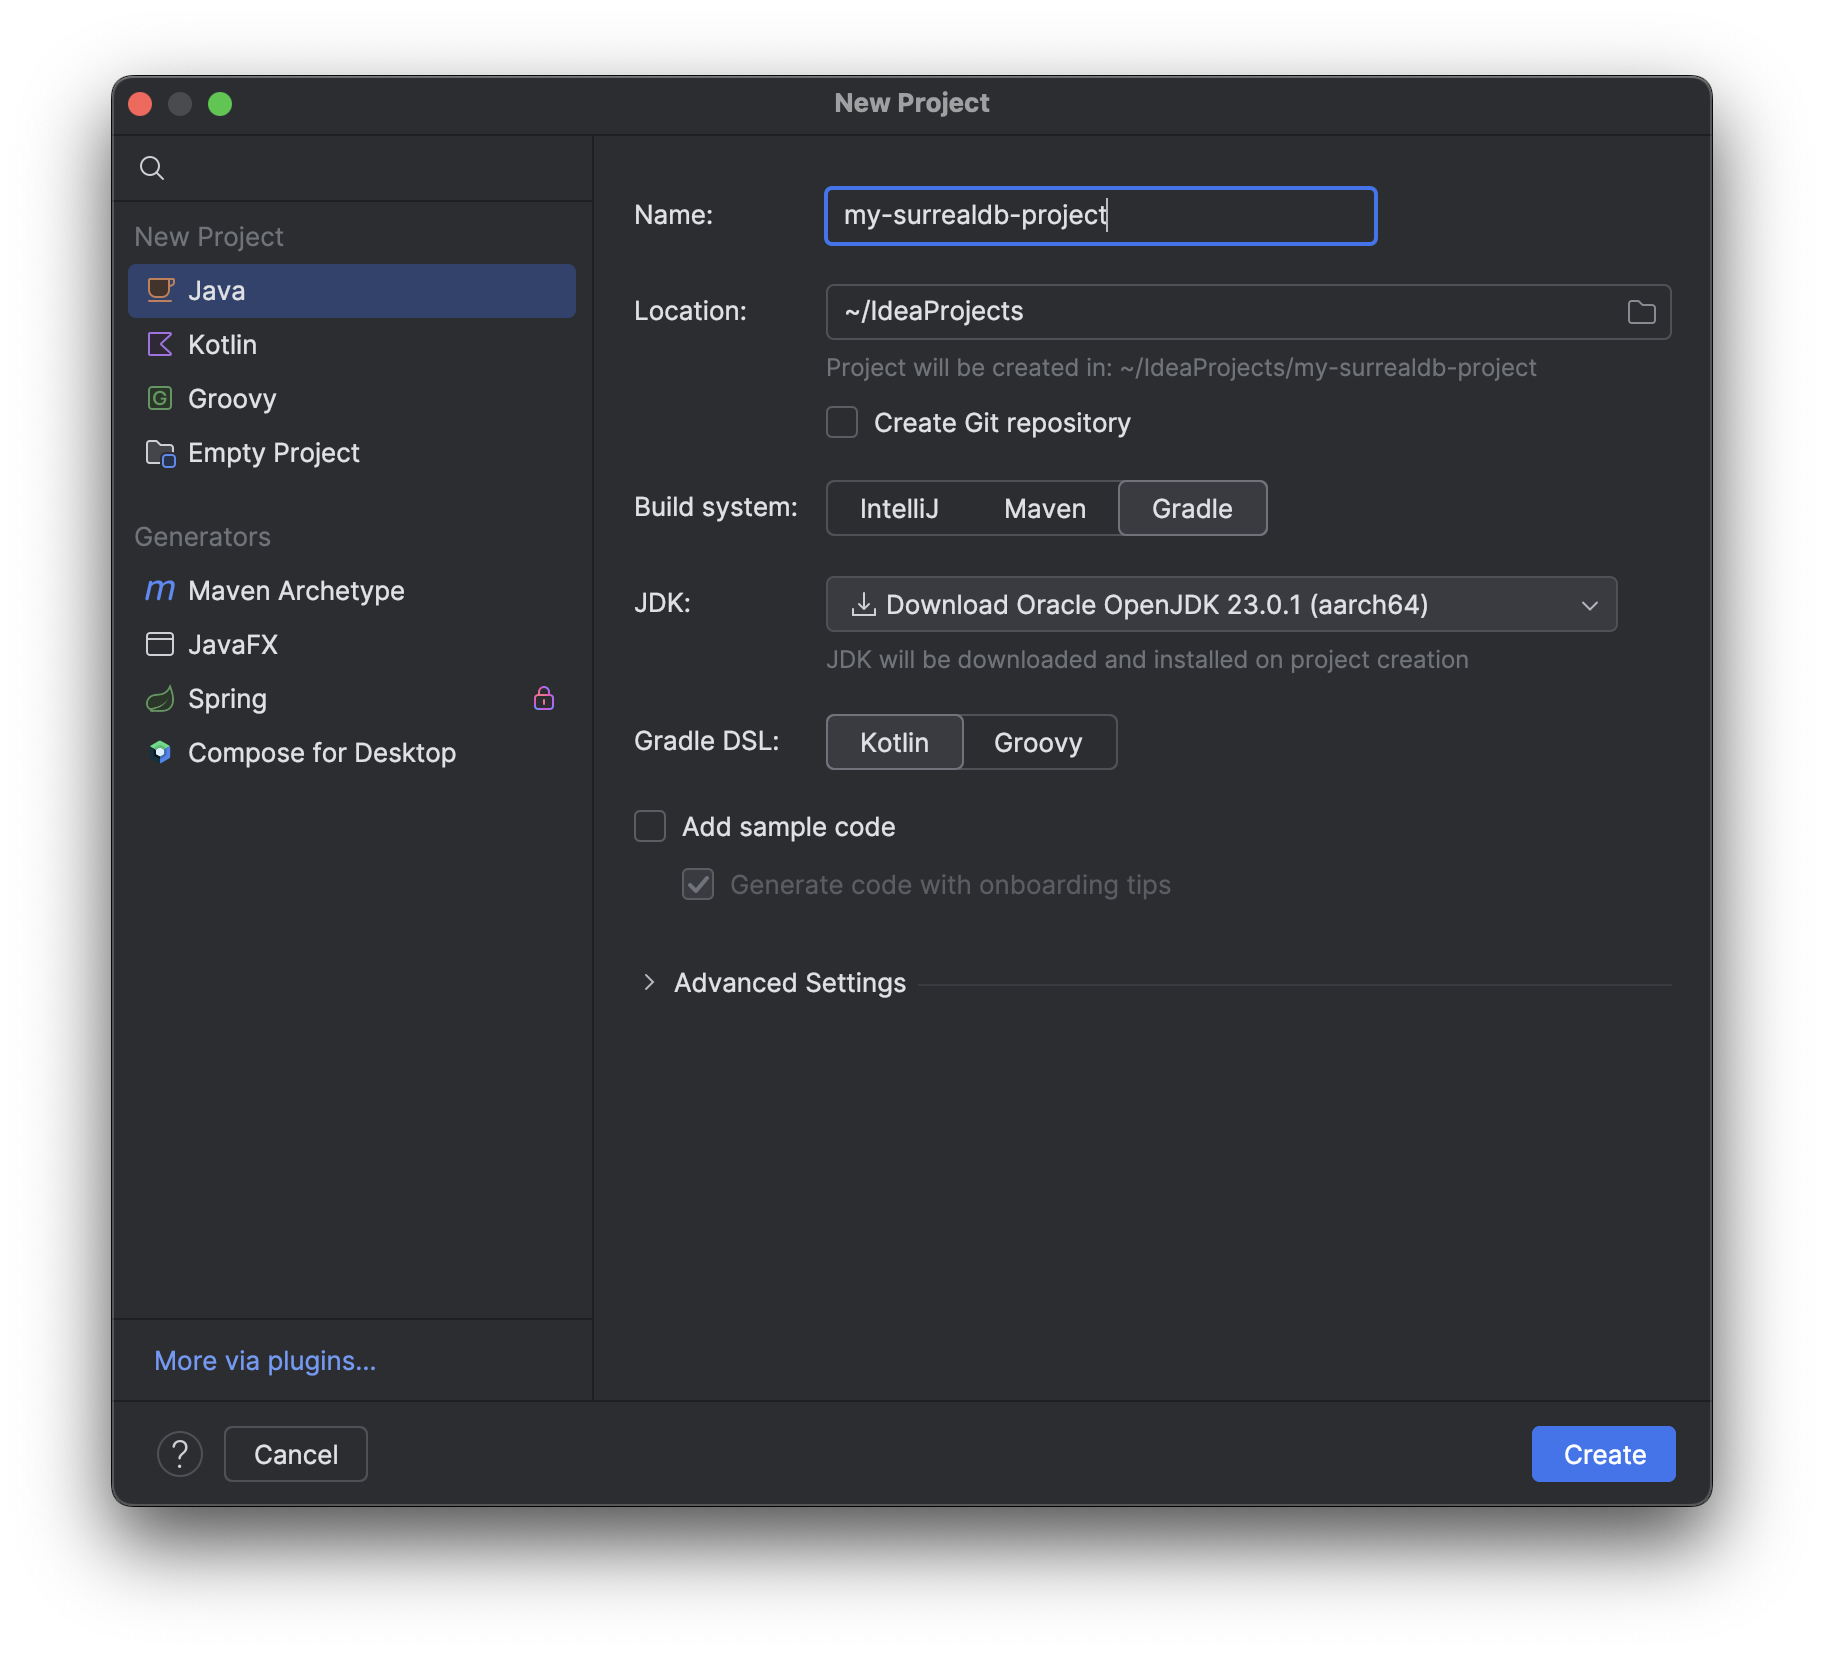 New Project
New Project
Java
Kotlin
G Groovy
Empty Project
Generators
m Maven Archetype
JavaFX
Spring
Compose for Desktop
More via plugins...
Name: my-surrealdb-project
Location: ~/IdeaProjects
Project will be created in: ~/IdeaProjects/my-surrealdb-project
Create Git repository
Build system: IntelliJ Maven Gradle
JDK: Download Oracle OpenJDK 23.0.1 (aarch64)
JDK will be downloaded and installed on project creation
Gradle DSL: Kotlin Groovy
Add sample code
Generate code with onboarding tips
Advanced Settings
? Cancel Create